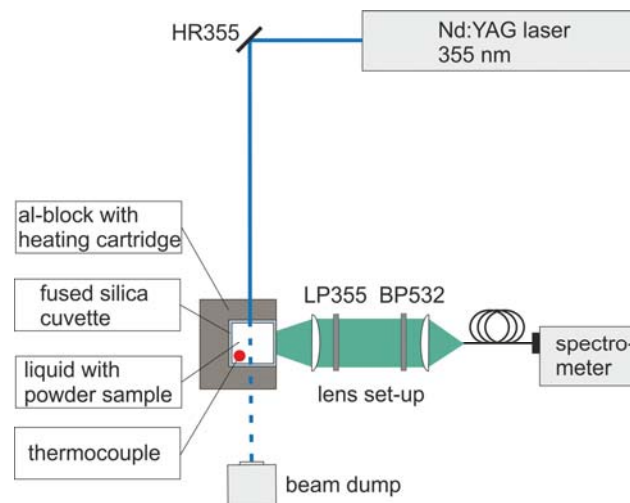 HR355
Nd:YAG laser
355 nm
al-block with
heating cartridge
fused silica
cuvette
liquid with
powder sample
thermocouple
LP355
BP532
lens set-up
spectro-
meter
beam dump